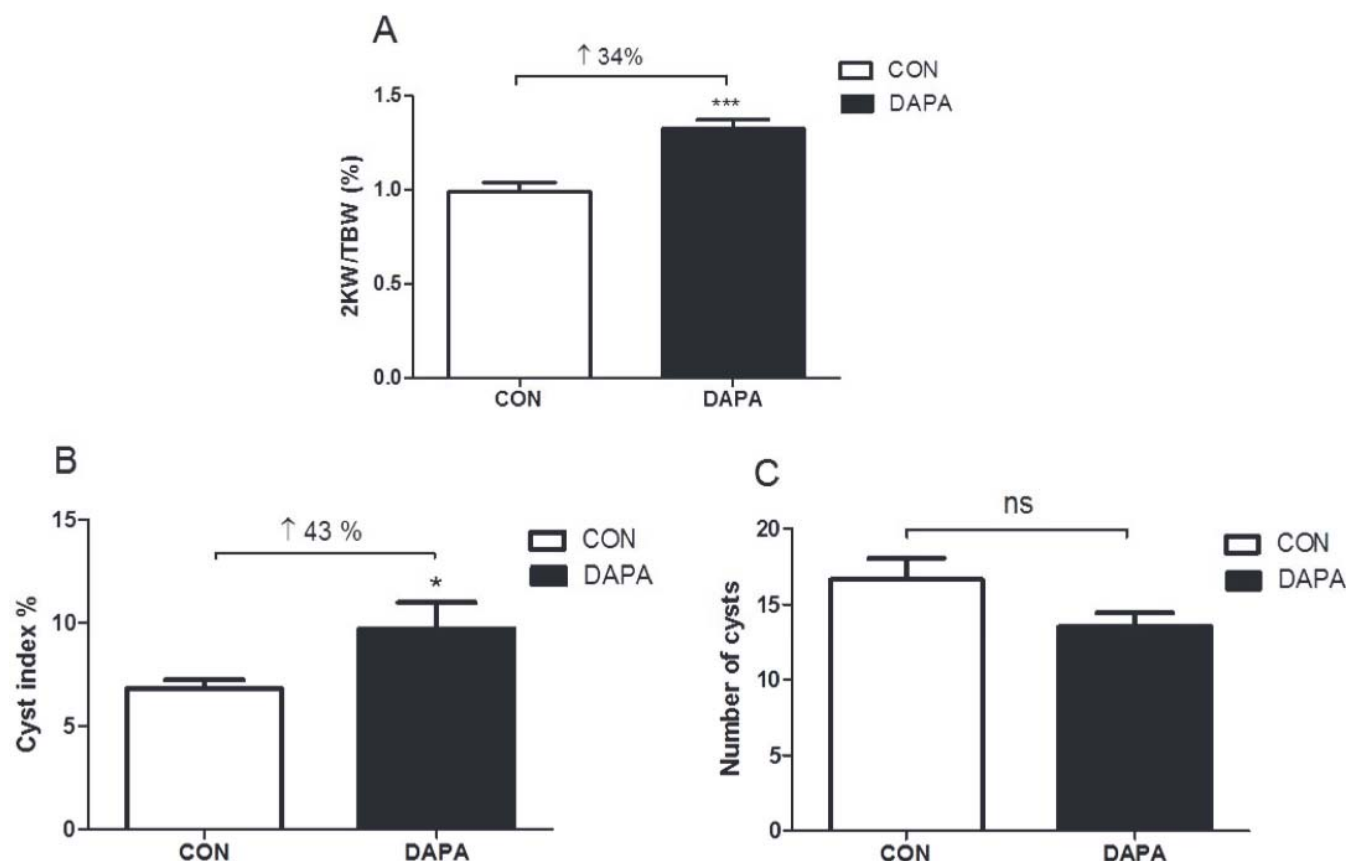 A
↑ 34%
CON
DAPA
***
1.5
1.0
0.5
0.0
2KW/TBW (%)
CON DAPA
B
↑ 43 %
CON
DAPA
*
15
10
5
0
Cyst index %
CON DAPA
C
ns
CON
DAPA
20
15
10
5
0
Number of cysts
CON DAPA